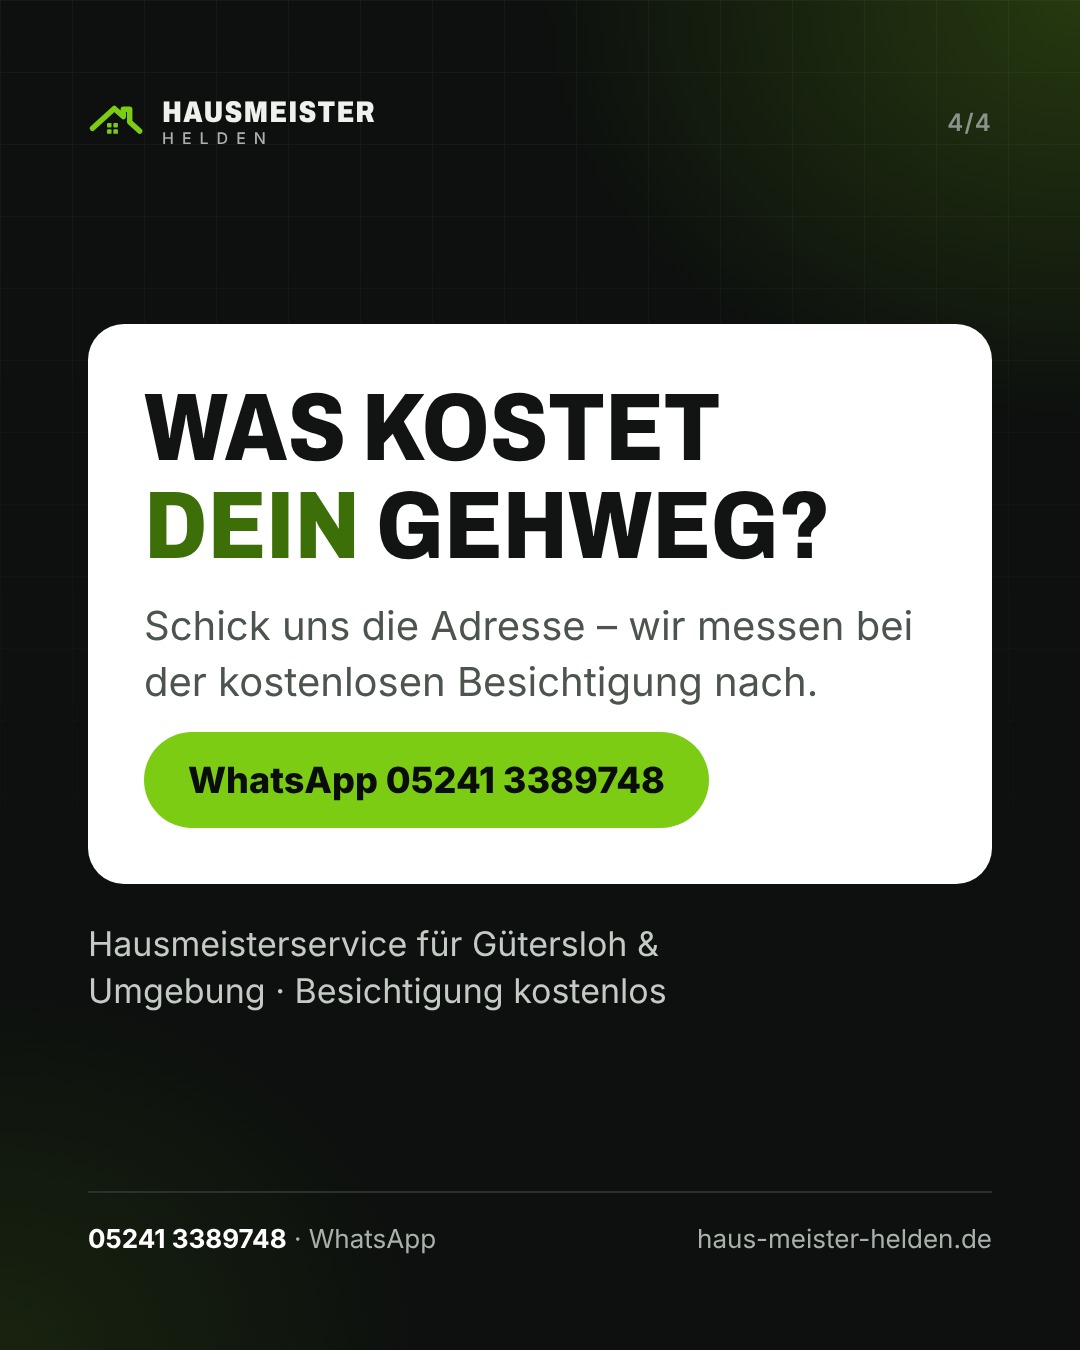 HAUSMEISTER
HELDEN
4/4
WAS KOSTET
DEIN GEHWEG?
Schick uns die Adresse – wir messen bei
der kostenlosen Besichtigung nach.
WhatsApp 05241 3389748
Hausmeisterservice für Gütersloh &
Umgebung · Besichtigung kostenlos
05241 3389748 · WhatsApp
haus-meister-helden.de